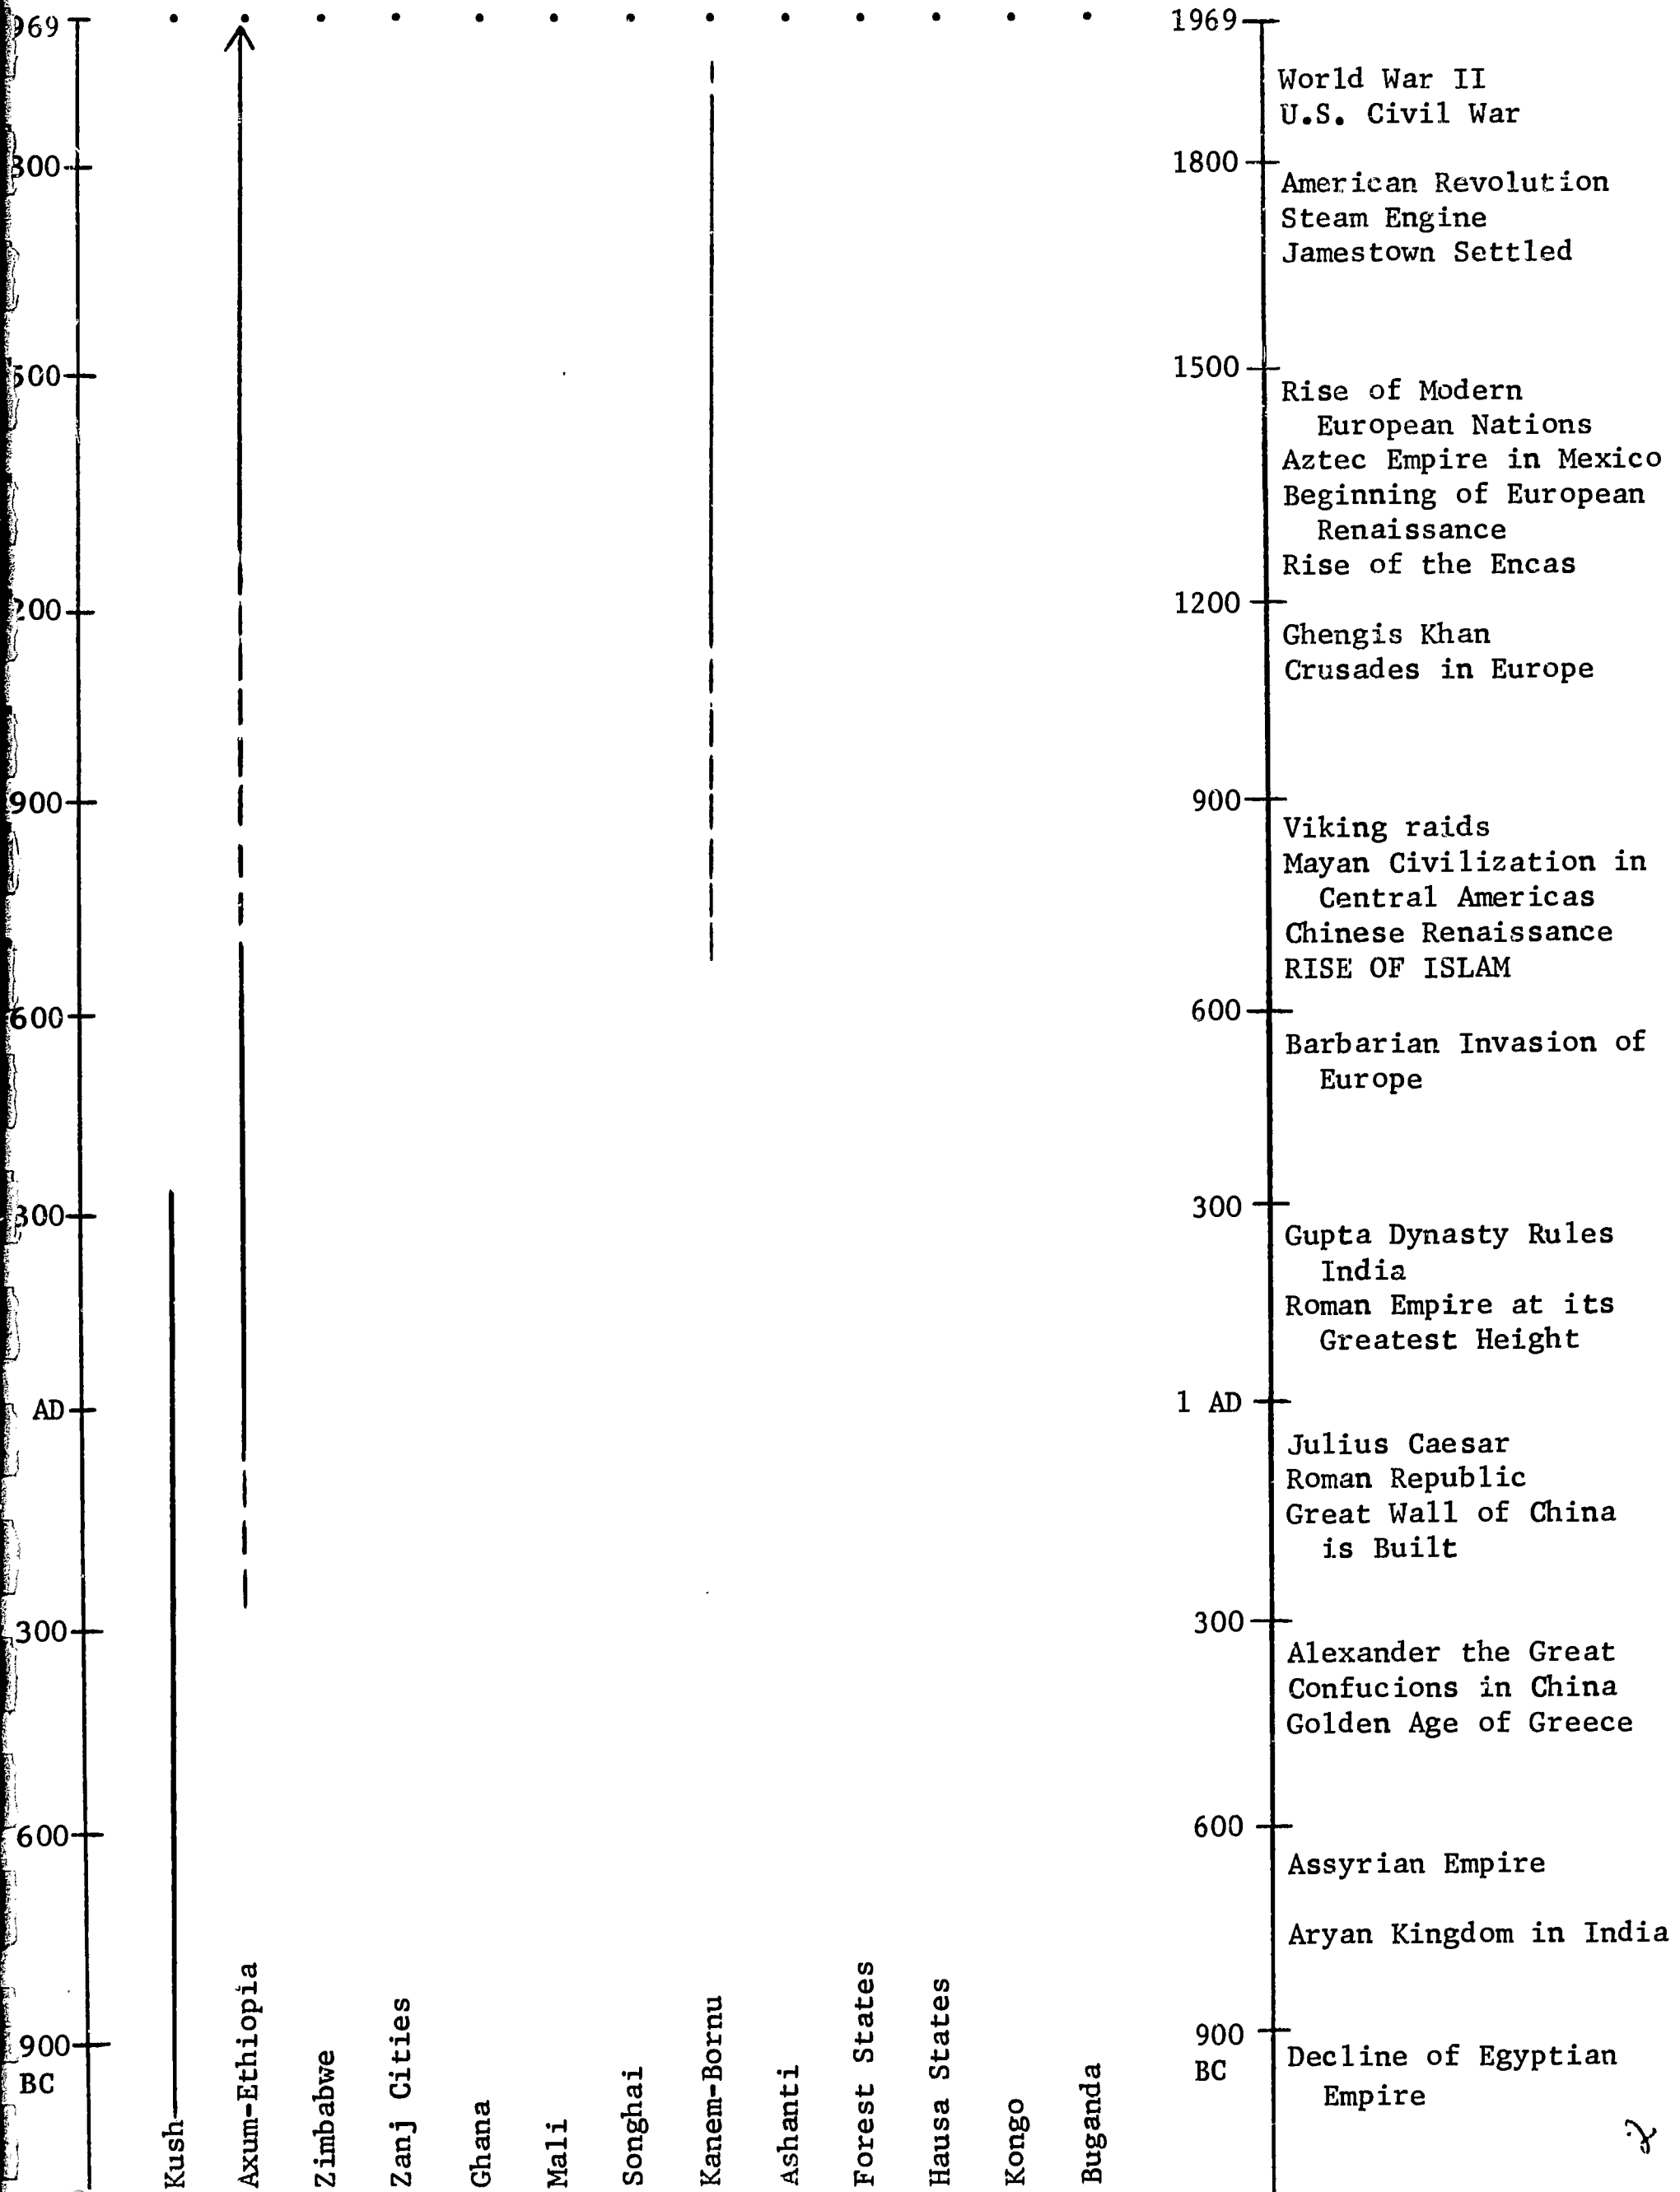 969
300
500
200
900
600
300
AD
300
600
900
BC
Kush
Axum-Ethiopia
Zimbabwe
Zanj Cities
Ghana
Mali
Songhai
Kanem-Bornu
Ashanti
Forest States
Hausa States
Kongo
Buganda
1969
World War II
U.S. Civil War
1800
American Revolution
Steam Engine
Jamestown Settled
1500
Rise of Modern
European Nations
Aztec Empire in Mexico
Beginning of European
Renaissance
Rise of the Encas
1200
Ghengis Khan
Crusades in Europe
900
Viking raids
Mayan Civilization in
Central Americas
Chinese Renaissance
RISE OF ISLAM
600
Barbarian Invasion of
Europe
300
Gupta Dynasty Rules
India
Roman Empire at its
Greatest Height
1 AD
Julius Caesar
Roman Republic
Great Wall of China
is Built
300
Alexander the Great
Confucions in China
Golden Age of Greece
600
Assyrian Empire
Aryan Kingdom in India
900
BC
Decline of Egyptian
Empire